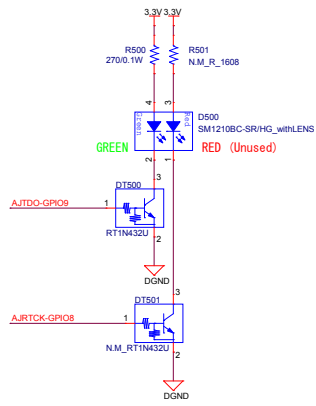 3.3V 3.3V
R500
270/0.1W
R501
N.M_R_1608
4
3
Green
Red
D500
SM1210BC-SR/HG_withLENS
GREEN
RED (Unused)
2
1
3
DT500
AJTDO-GPIO9
1
RT1N432U
2
DGND
3
DT501
AJRTCK-GPIO8
1
N.M_RT1N432U
2
DGND